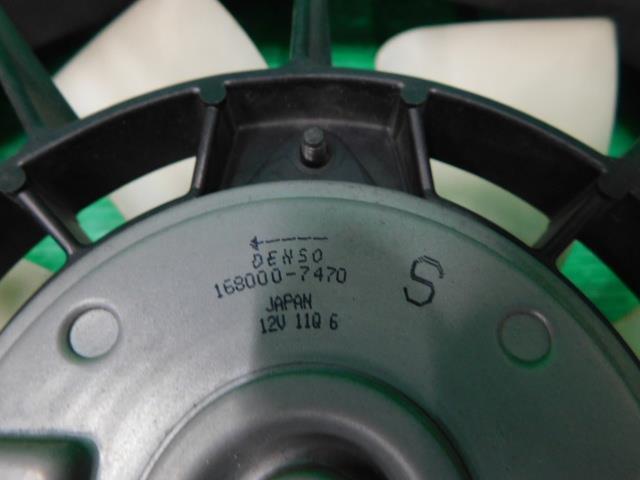 DENSO
168000-7470
S
JAPAN
12V 11Q 6